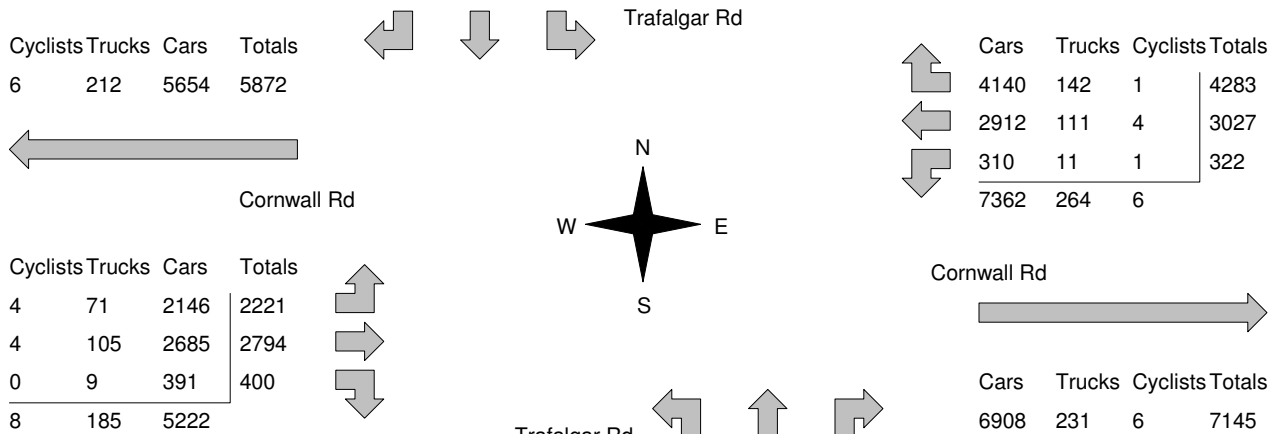 Trafalgar Rd
Cyclists Trucks Cars Totals
6 212 5654 5872
Cars Trucks Cyclists Totals
4140 142 1 4283
2912 111 4 3027
310 11 1 322
7362 264 6
N
W E
S
Cornwall Rd
Cyclists Trucks Cars Totals
4 71 2146 2221
4 105 2685 2794
0 9 391 400
8 185 5222
Cornwall Rd
Cars Trucks Cyclists Totals
6908 231 6 7145
Trafalgar Rd